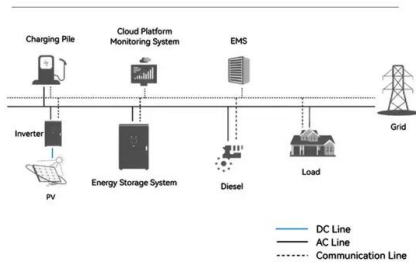 Charging Pile
Cloud Platform
Monitoring System
EMS
Grid
Inverter
PV
Energy Storage System
Diesel
Load
DC Line
AC Line
Communication Line